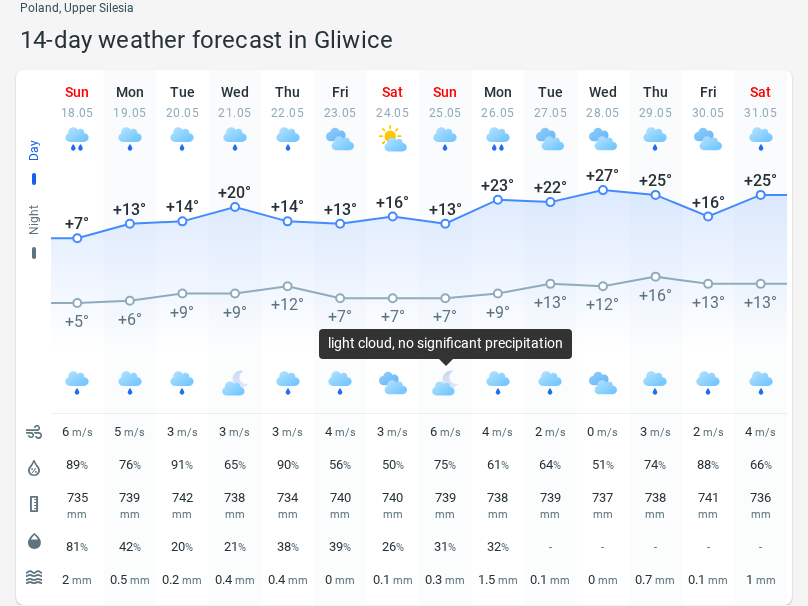 Poland, Upper Silesia
14-day weather forecast in Gliwice
Sun Mon Tue Wed Thu Fri Sat Sun Mon Tue Wed Thu Fri Sat
18.05 19.05 20.05 21.05 22.05 23.05 24.05 25.05 26.05 27.05 28.05 29.05 30.05 31.05
Day
+7° +13° +14° +20° +14° +13° +16° +13° +23° +22° +27° +25° +16° +25°
Night
+5° +6° +9° +9° +12° +7° +7° +7° +9° +13° +12° +16° +13° +13°
light cloud, no significant precipitation
6 m/s 5 m/s 3 m/s 3 m/s 3 m/s 4 m/s 3 m/s 6 m/s 4 m/s 2 m/s 0 m/s 3 m/s 2 m/s 4 m/s
89% 76% 91% 65% 90% 56% 50% 75% 61% 64% 51% 74% 88% 66%
735 739 742 738 734 740 740 739 738 739 737 738 741 736
mm mm mm mm mm mm mm mm mm mm mm mm mm mm
81% 42% 20% 21% 38% 39% 26% 31% 32% - - - - -
2 mm 0.5 mm 0.2 mm 0.4 mm 0.4 mm 0 mm 0.1 mm 0.3 mm 1.5 mm 0.1 mm 0 mm 0.7 mm 0.1 mm 1 mm